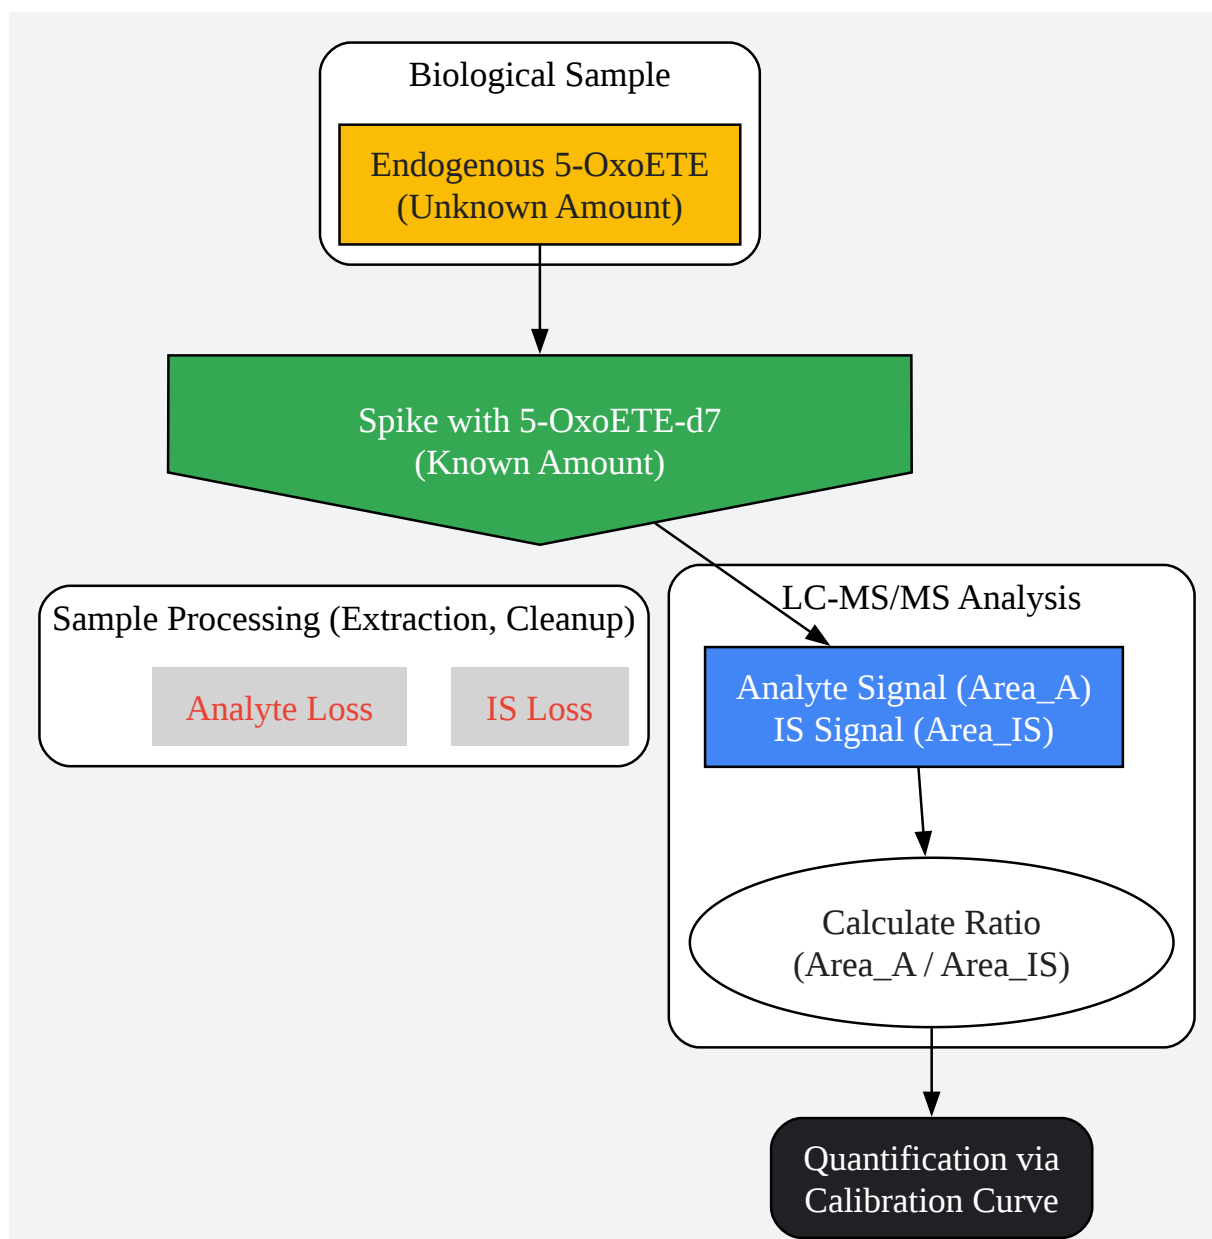 Biological Sample
Endogenous 5-OxoETE
(Unknown Amount)
Spike with 5-OxoETE-d7
(Known Amount)
Sample Processing (Extraction, Cleanup)
Analyte Loss
IS Loss
LC-MS/MS Analysis
Analyte Signal (Area_A)
IS Signal (Area_IS)
Calculate Ratio
(Area_A / Area_IS)
Quantification via
Calibration Curve